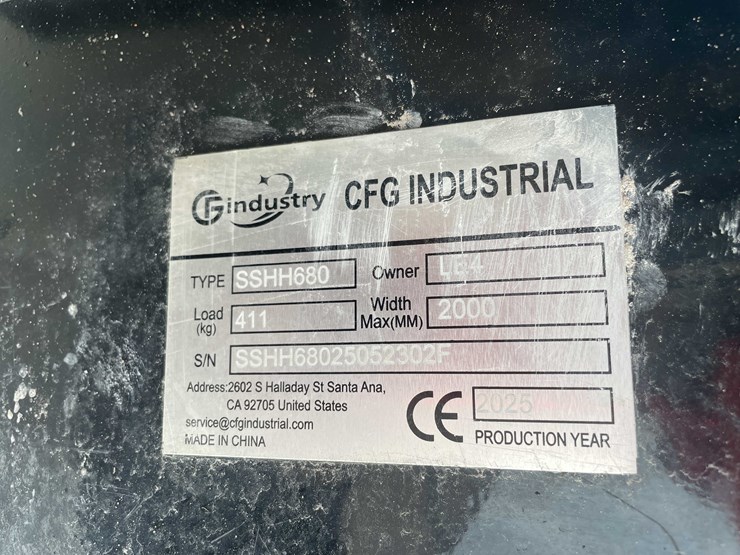 CFGindustry CFG INDUSTRIAL
TYPE SSHH680 Owner
Load (kg) 411 Width Max(MM) 2000
S/N SSHH68025052302F
Address:2602 S Halladay St Santa Ana,
CA 92705 United States
service@cfgindustrial.com
MADE IN CHINA
CE 2025
PRODUCTION YEAR